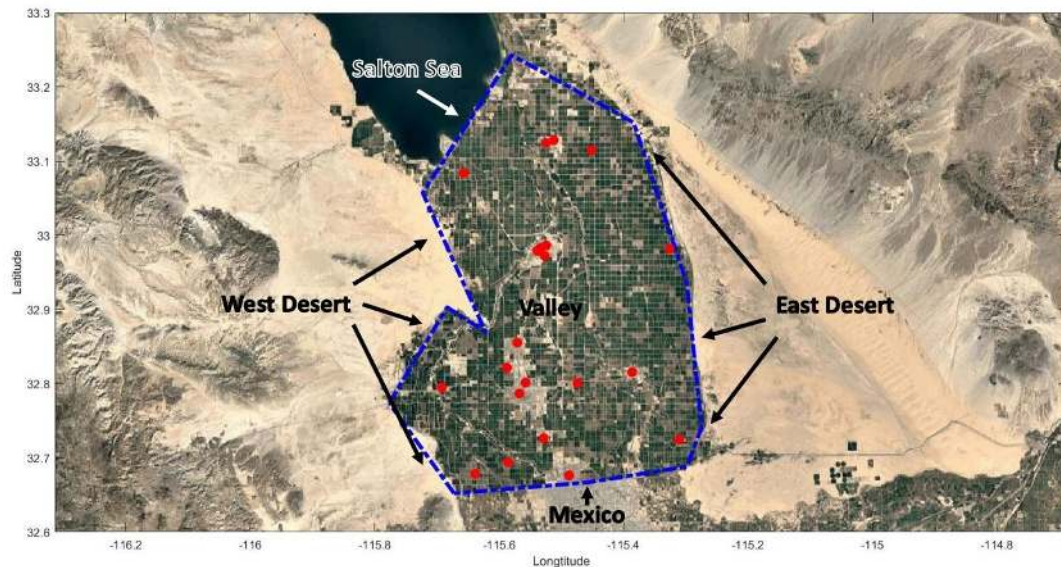 33.3
33.2
33.1
33
32.9
32.8
32.7
32.6
Latitude
Salton Sea
West Desert
Valley
East Desert
Mexico
-116.2
-116
-115.8
-115.6
-115.4
-115.2
-115
-114.8
Longtitude